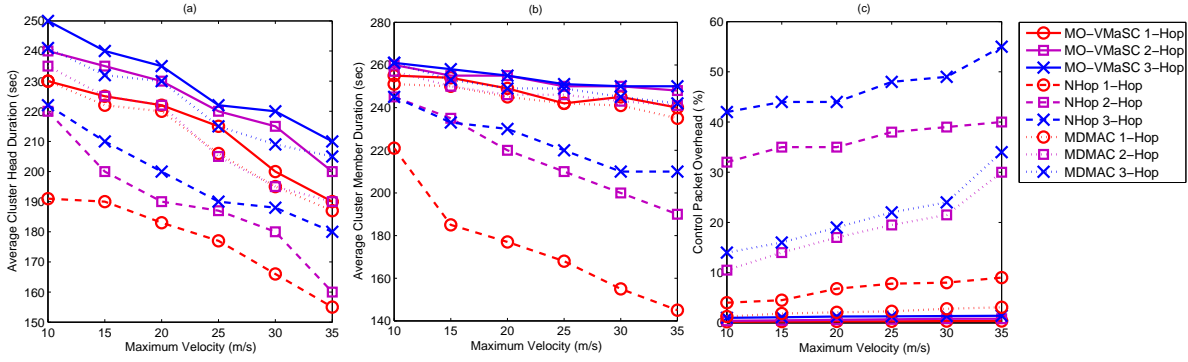 (a)
250
240
230
220
210
200
190
180
170
160
150
10
15
20
25
30
35
Maximum Velocity (m/s)
Average Cluster Head Duration (sec)
(b)
260
240
220
200
180
160
140
10
15
20
25
30
35
Maximum Velocity (m/s)
Average Cluster Member Duration (sec)
(c)
60
50
40
30
20
10
0
10
15
20
25
30
35
Maximum Velocity (m/s)
Control Packet Overhead ( %)
MO−VMaSC 1−Hop
MO−VMaSC 2−Hop
MO−VMaSC 3−Hop
NHop 1−Hop
NHop 2−Hop
NHop 3−Hop
MDMAC 1−Hop
MDMAC 2−Hop
MDMAC 3−Hop